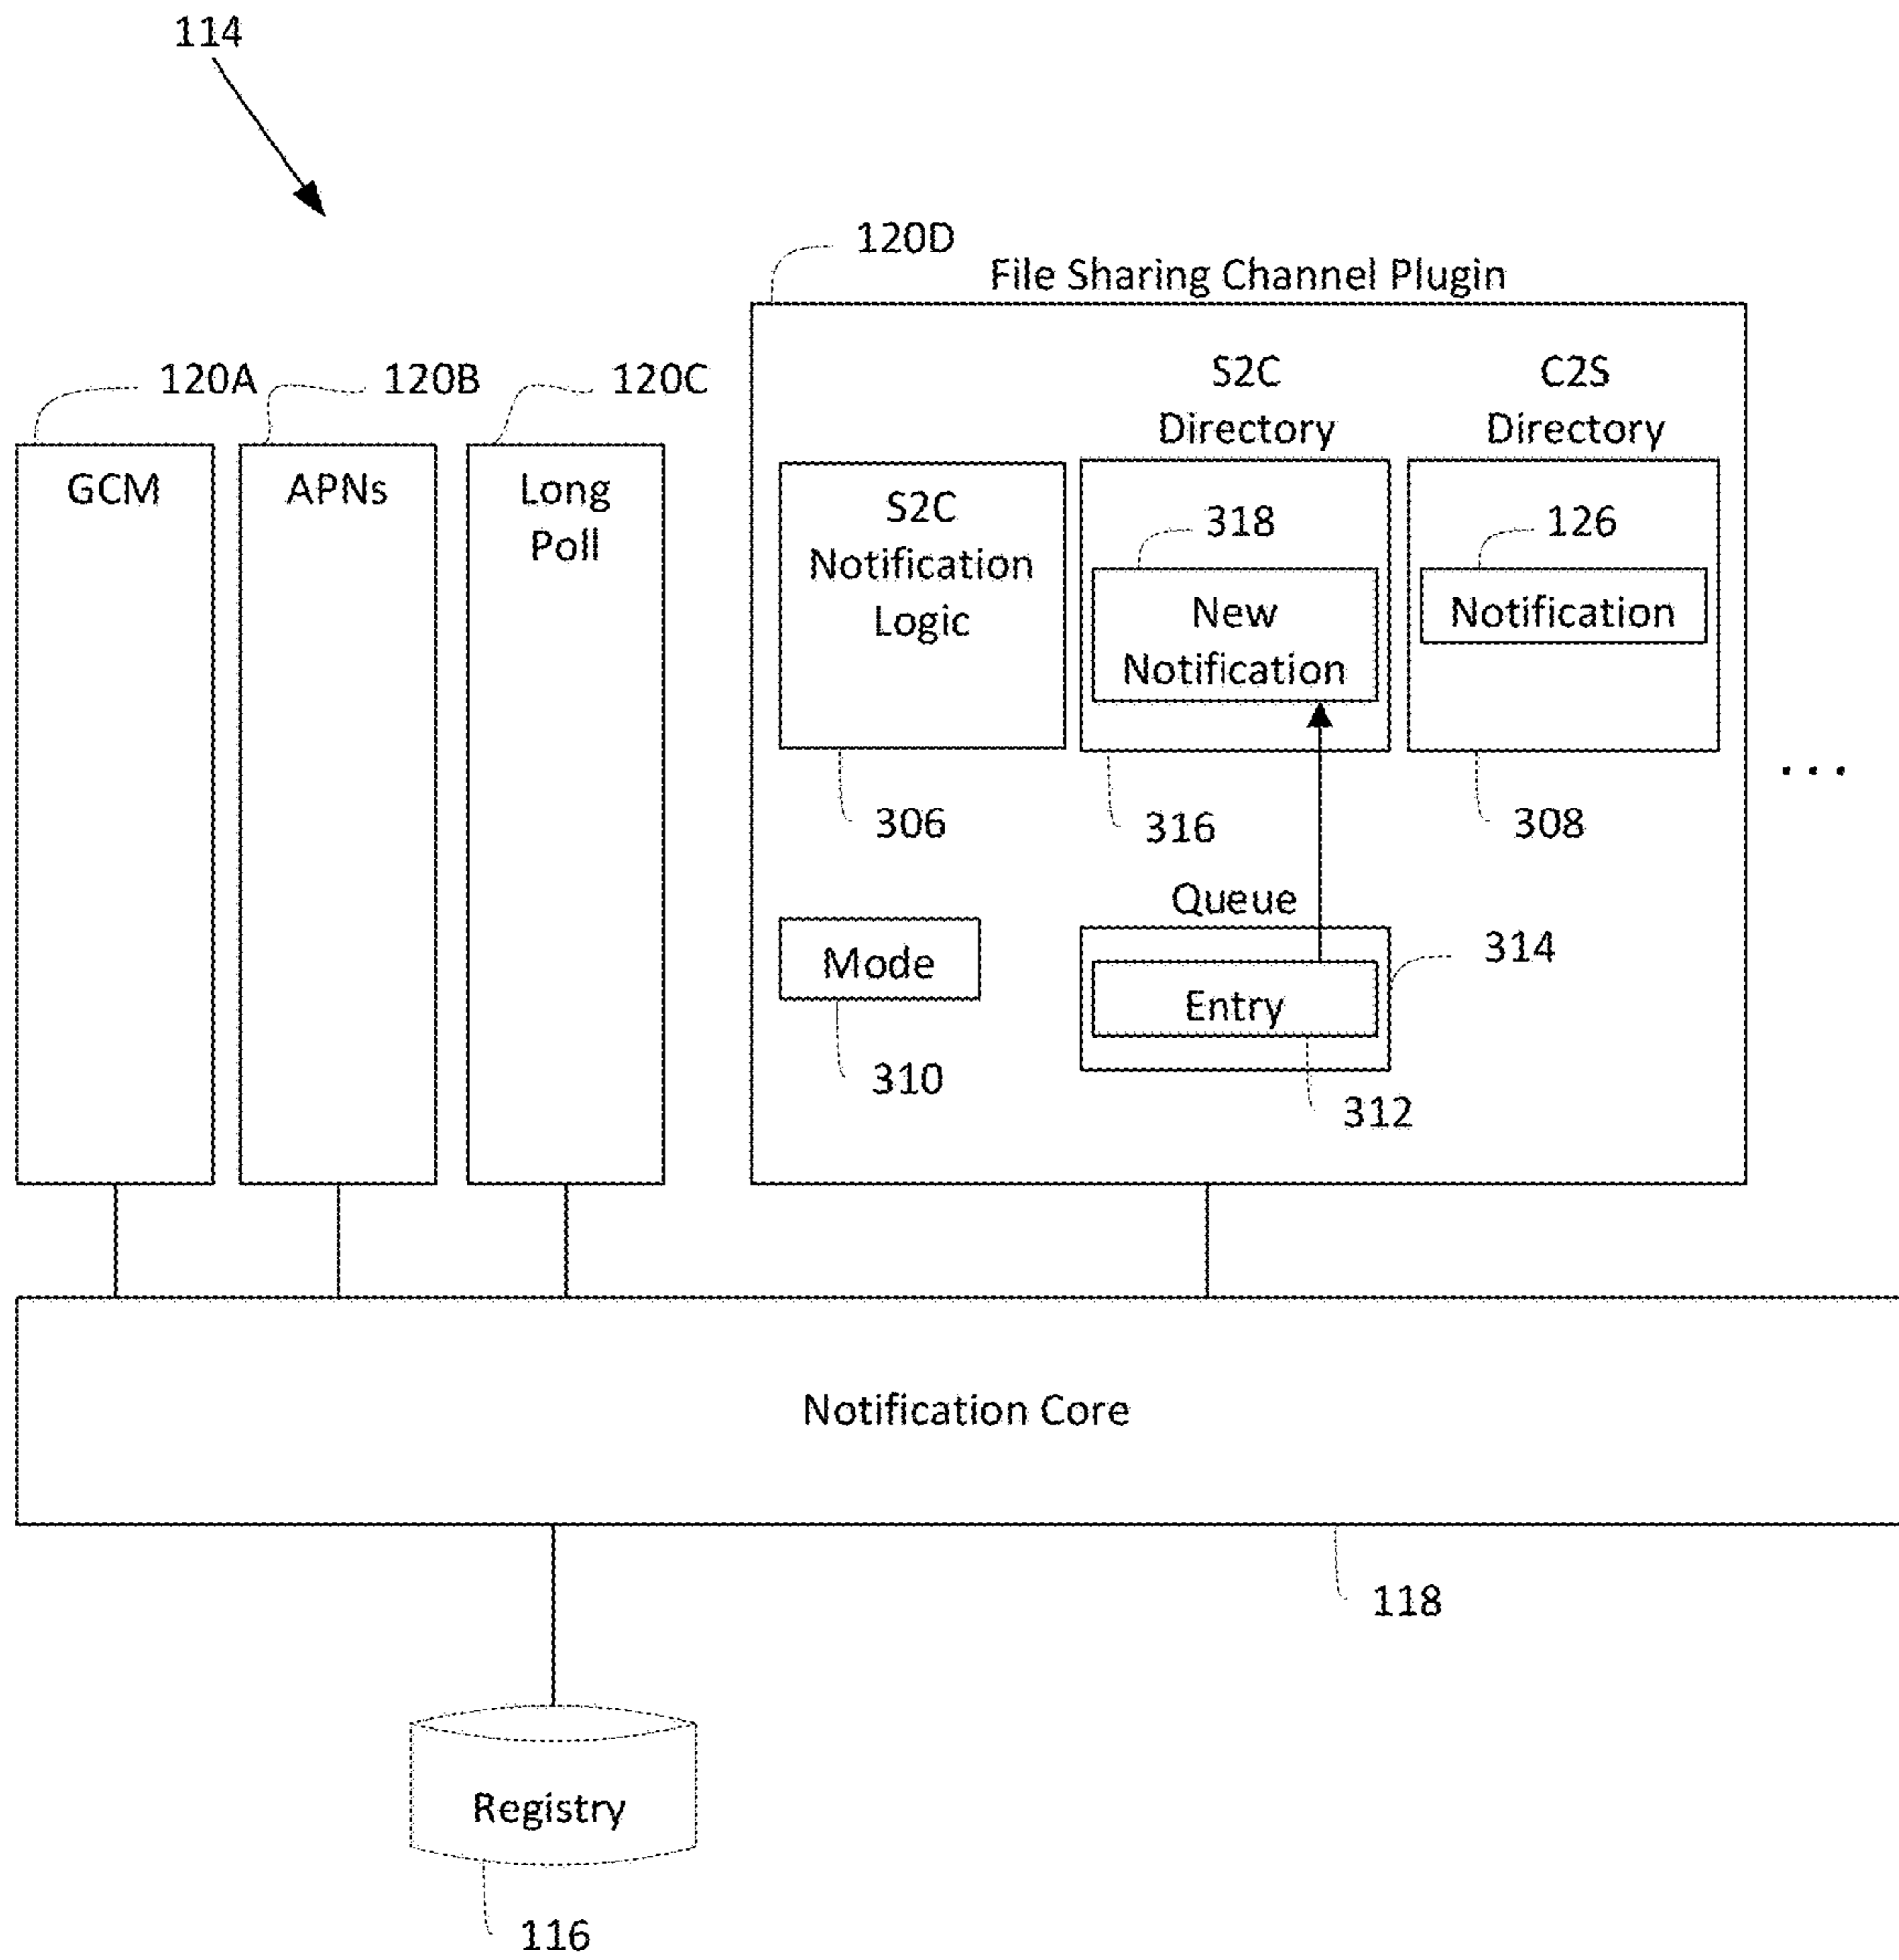 114
120D
File Sharing Channel Plugin
120A
120B
120C
GCM
APNs
Long
Poll
S2C
Notification
Logic
306
S2C
Directory
318
New
Notification
316
C2S
Directory
126
Notification
308
...
Mode
310
Queue
314
Entry
312
Notification Core
118
Registry
116